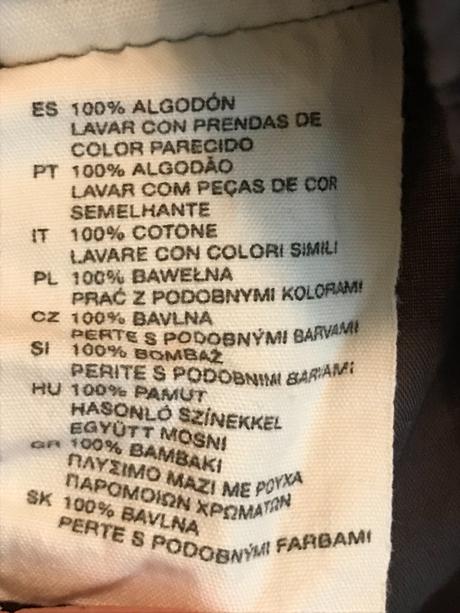 ES 100% ALGODÓN
LAVAR CON PRENDAS DE
COLOR PARECIDO
PT 100% ALGODÃO
LAVAR COM PEÇAS DE COR
SEMELHANTE
IT 100% COTONE
LAVARE CON COLORI SIMILI
PL 100% BAWEŁNA
PRAĆ Z PODOBNYMI KOLORAMI
CZ 100% BAVLNA
PERTE S PODOBNÝMI BARVAMI
SI 100% BOMBAŽ
PERITE S PODOBNIMI BARVAMI
HU 100% PAMUT
HASONLÓ SZÍNEKKEL
EGYÜTT MOSNI
GR 100% ΒΑΜΒΑΚΙ
ΠΛΥΣΙΜΟ ΜΑΖΙ ΜΕ ΡΟΥΧΑ
ΠΑΡΟΜΟΙΩΝ ΧΡΩΜΑΤΩΝ
SK 100% BAVLNA
PERTE S PODOBNÝMI FARBAMI